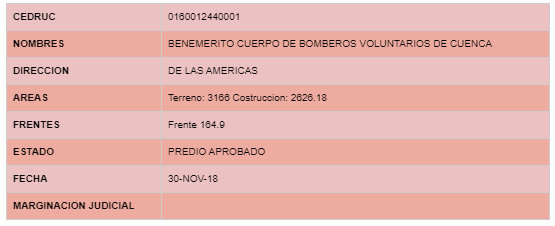 CEDRUC 0160012440001
NOMBRES BENEMERITO CUERPO DE BOMBEROS VOLUNTARIOS DE CUENCA
DIRECCION DE LAS AMERICAS
AREAS Terreno: 3166 Costruccion: 2626.18
FRENTES Frente 164.9
ESTADO PREDIO APROBADO
FECHA 30-NOV-18
MARGINACION JUDICIAL